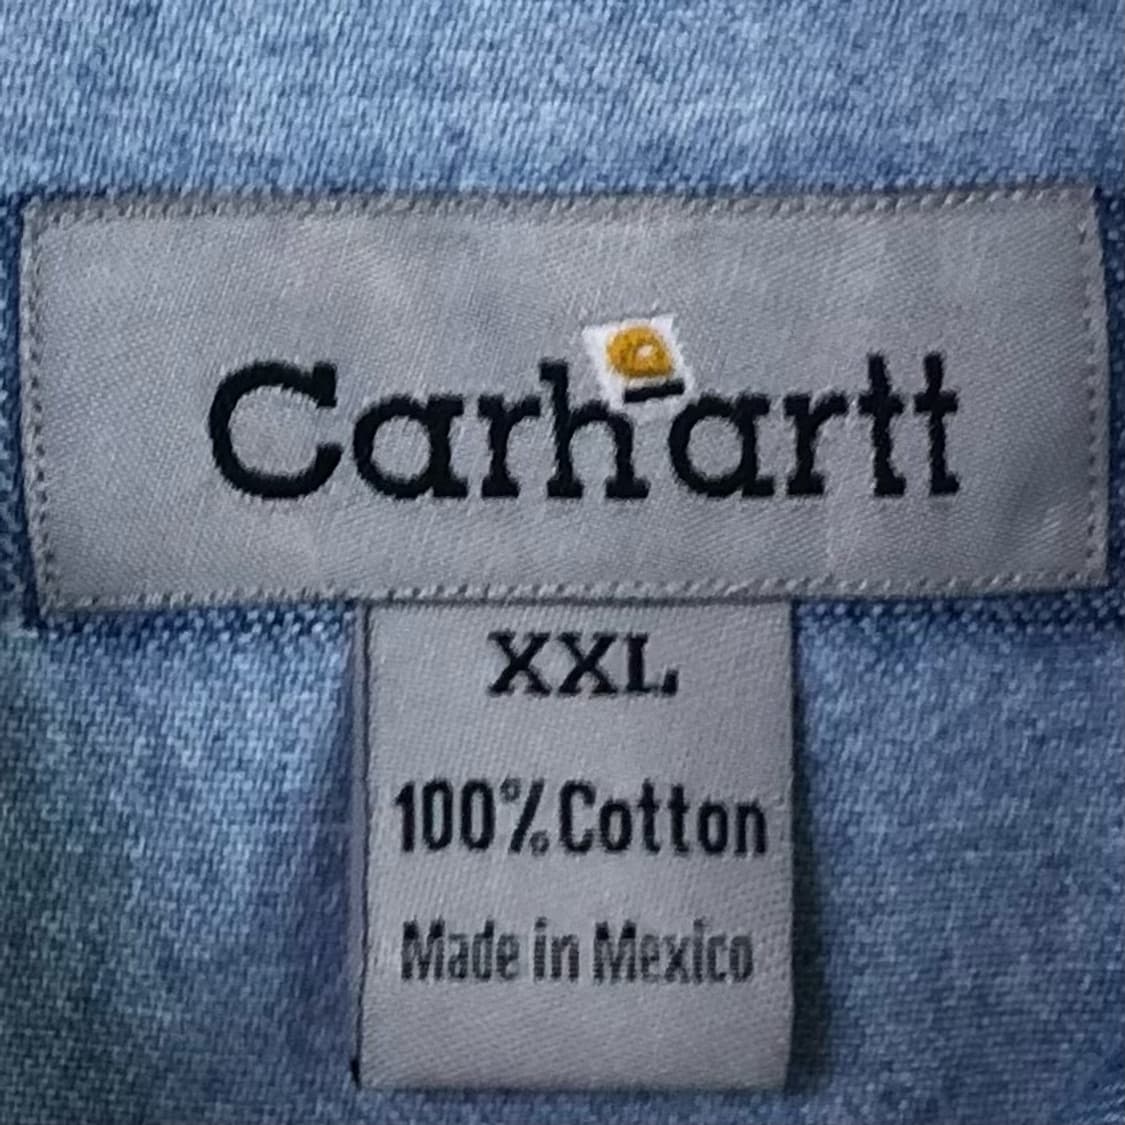 Carhartt
XXL
100% Cotton
Made in Mexico